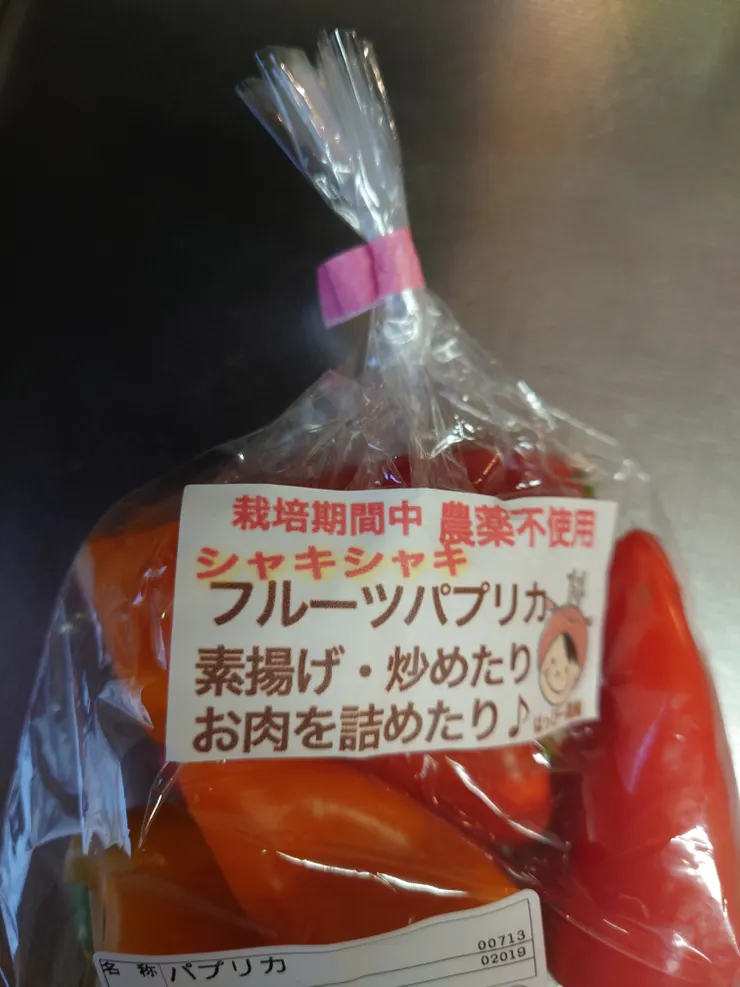 栽培期間中 農薬不使用
シャキシャキ
フルーツパプリカ
素揚げ・炒めたり
お肉を詰めたり♪
名 称 パプリカ
00713
02019